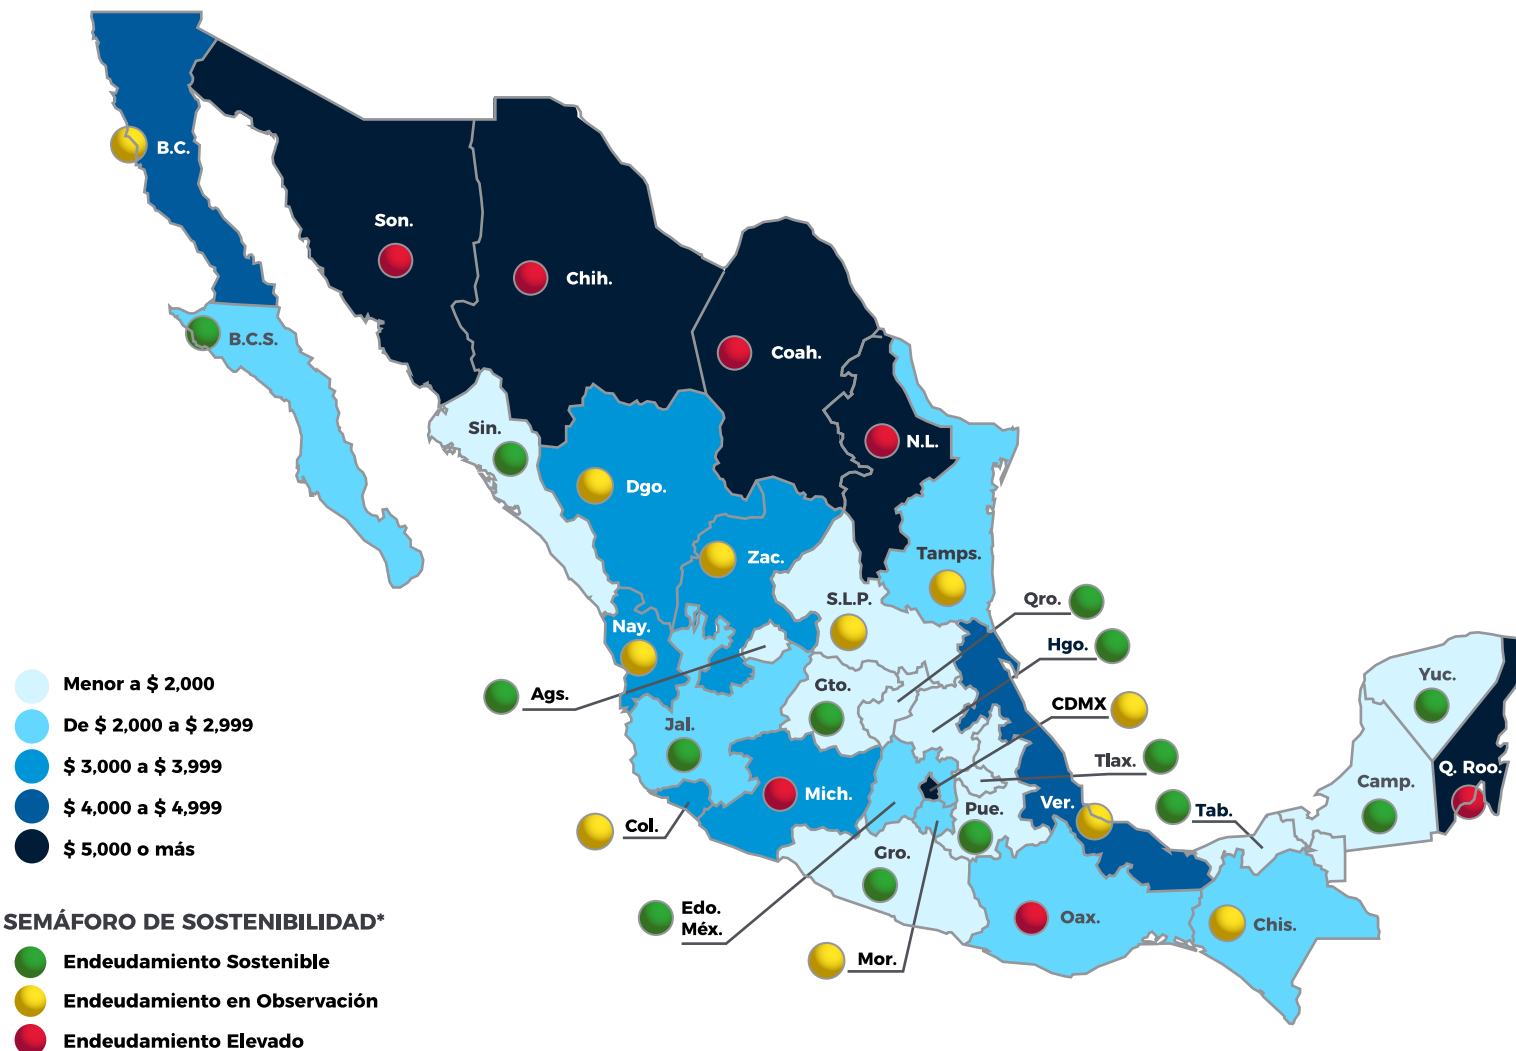 B.C.
Son.
Chih.
B.C.S.
Coah.
Sin.
N.L.
Dgo.
Zac.
Tamps.
S.L.P.
Qro.
Nay.
Hgo.
Ags.
Gto.
CDMX
Yuc.
Jal.
Tlax.
Q. Roo.
Camp.
Mich.
Ver.
Tab.
Pue.
Col.
Gro.
Edo.
Méx.
Oax.
Chis.
Mor.
Menor a $ 2,000
De $ 2,000 a $ 2,999
$ 3,000 a $ 3,999
$ 4,000 a $ 4,999
$ 5,000 o más
SEMÁFORO DE SOSTENIBILIDAD*
Endeudamiento Sostenible
Endeudamiento en Observación
Endeudamiento Elevado